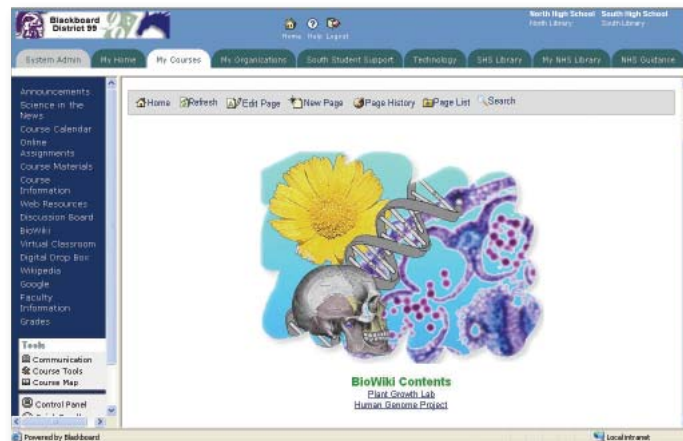 Blackboard
District 99
Home Help Logout
North High School South High School
North Library South Library
System Admin My Home My Courses My Organizations South Student Support Technology SHS Library My NHS Library NHS Guidance
Announcements
Science in the
News
Course Calendar
Online
Assignments
Course Materials
Course
Information
Web Resources
Discussion Board
BioWiki
Virtual Classroom
Digital Drop Box
Wikipedia
Google
Faculty
Information
Grades
Tools
Communication
Course Tools
Course Map
Control Panel
Home Refresh Edit Page New Page Page History Page List Search
BioWiki Contents
Plant Growth Lab
Human Genome Project
Powered by Blackboard
Local intranet